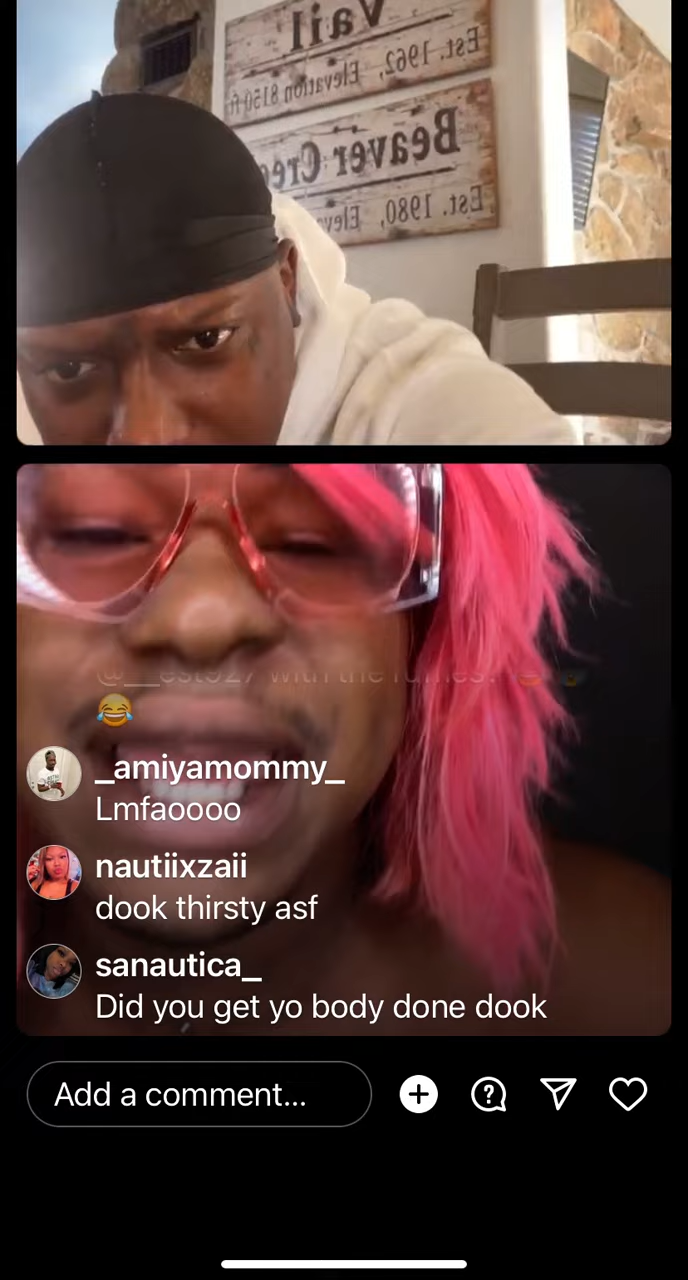 Vail
Est. 1962, Elevation 8150 ft
Beaver Cree
Est. 1980, Elev
😂
_amiyamommy_
Lmfaoooo
nautiixzaii
dook thirsty asf
sanautica_
Did you get yo body done dook
Add a comment...